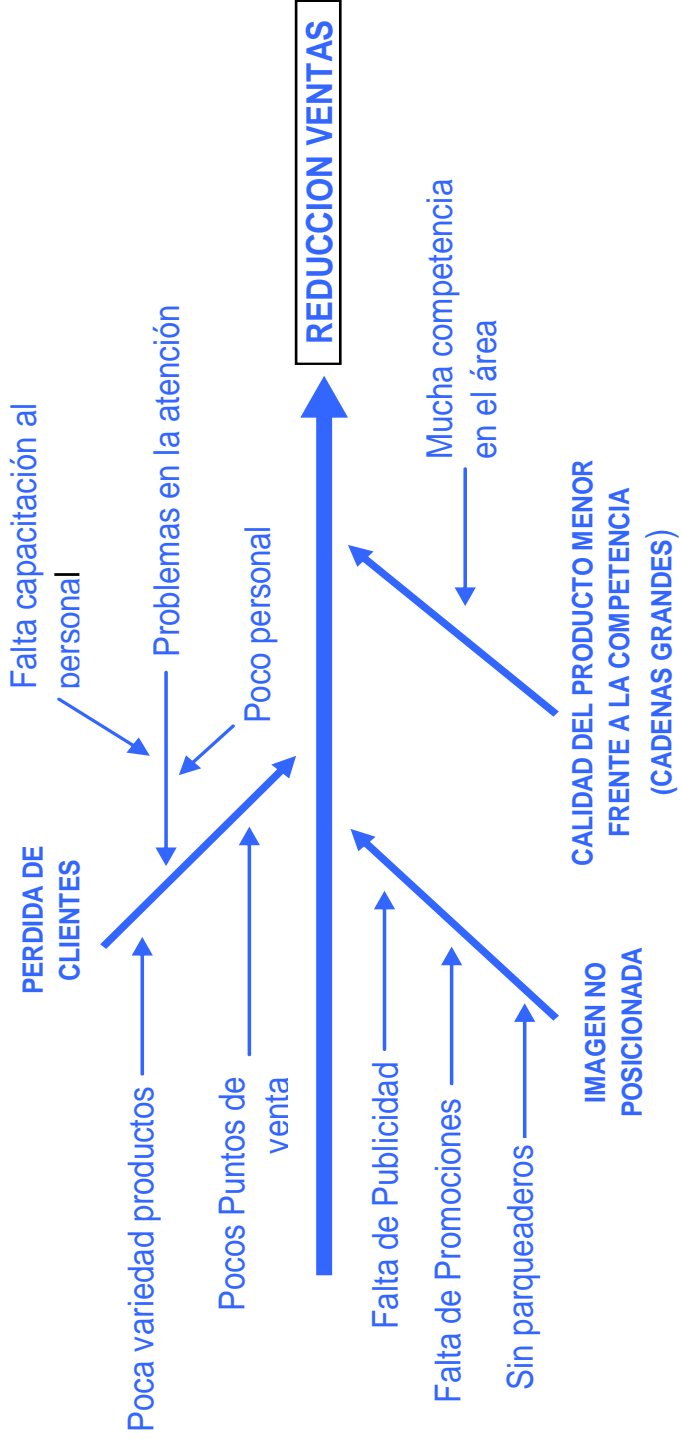 Falta capacitación al
personal
PERDIDA DE
CLIENTES
Problemas en la atención
Poco personal
Poca variedad productos
Pocos Puntos de
venta
REDUCCION VENTAS
Falta de Publicidad
Falta de Promociones
Sin parqueaderos
Mucha competencia
en el área
IMAGEN NO
POSICIONADA
CALIDAD DEL PRODUCTO MENOR
FRENTE A LA COMPETENCIA
(CADENAS GRANDES)